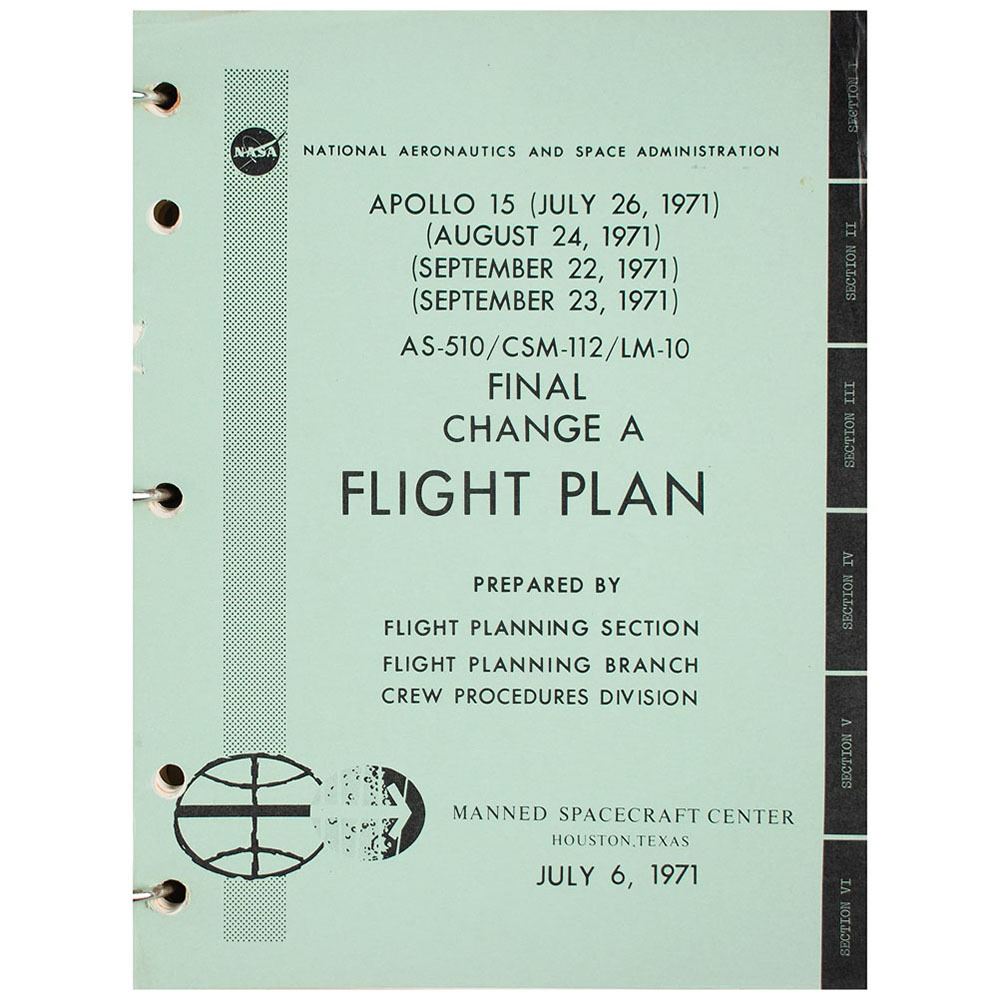 NASA
NATIONAL AERONAUTICS AND SPACE ADMINISTRATION
APOLLO 15 (JULY 26, 1971)
(AUGUST 24, 1971)
(SEPTEMBER 22, 1971)
(SEPTEMBER 23, 1971)
AS-510/CSM-112/LM-10
FINAL
CHANGE A
FLIGHT PLAN
PREPARED BY
FLIGHT PLANNING SECTION
FLIGHT PLANNING BRANCH
CREW PROCEDURES DIVISION
MANNED SPACECRAFT CENTER
HOUSTON, TEXAS
JULY 6, 1971
SECTION I
SECTION II
SECTION III
SECTION IV
SECTION V
SECTION VI